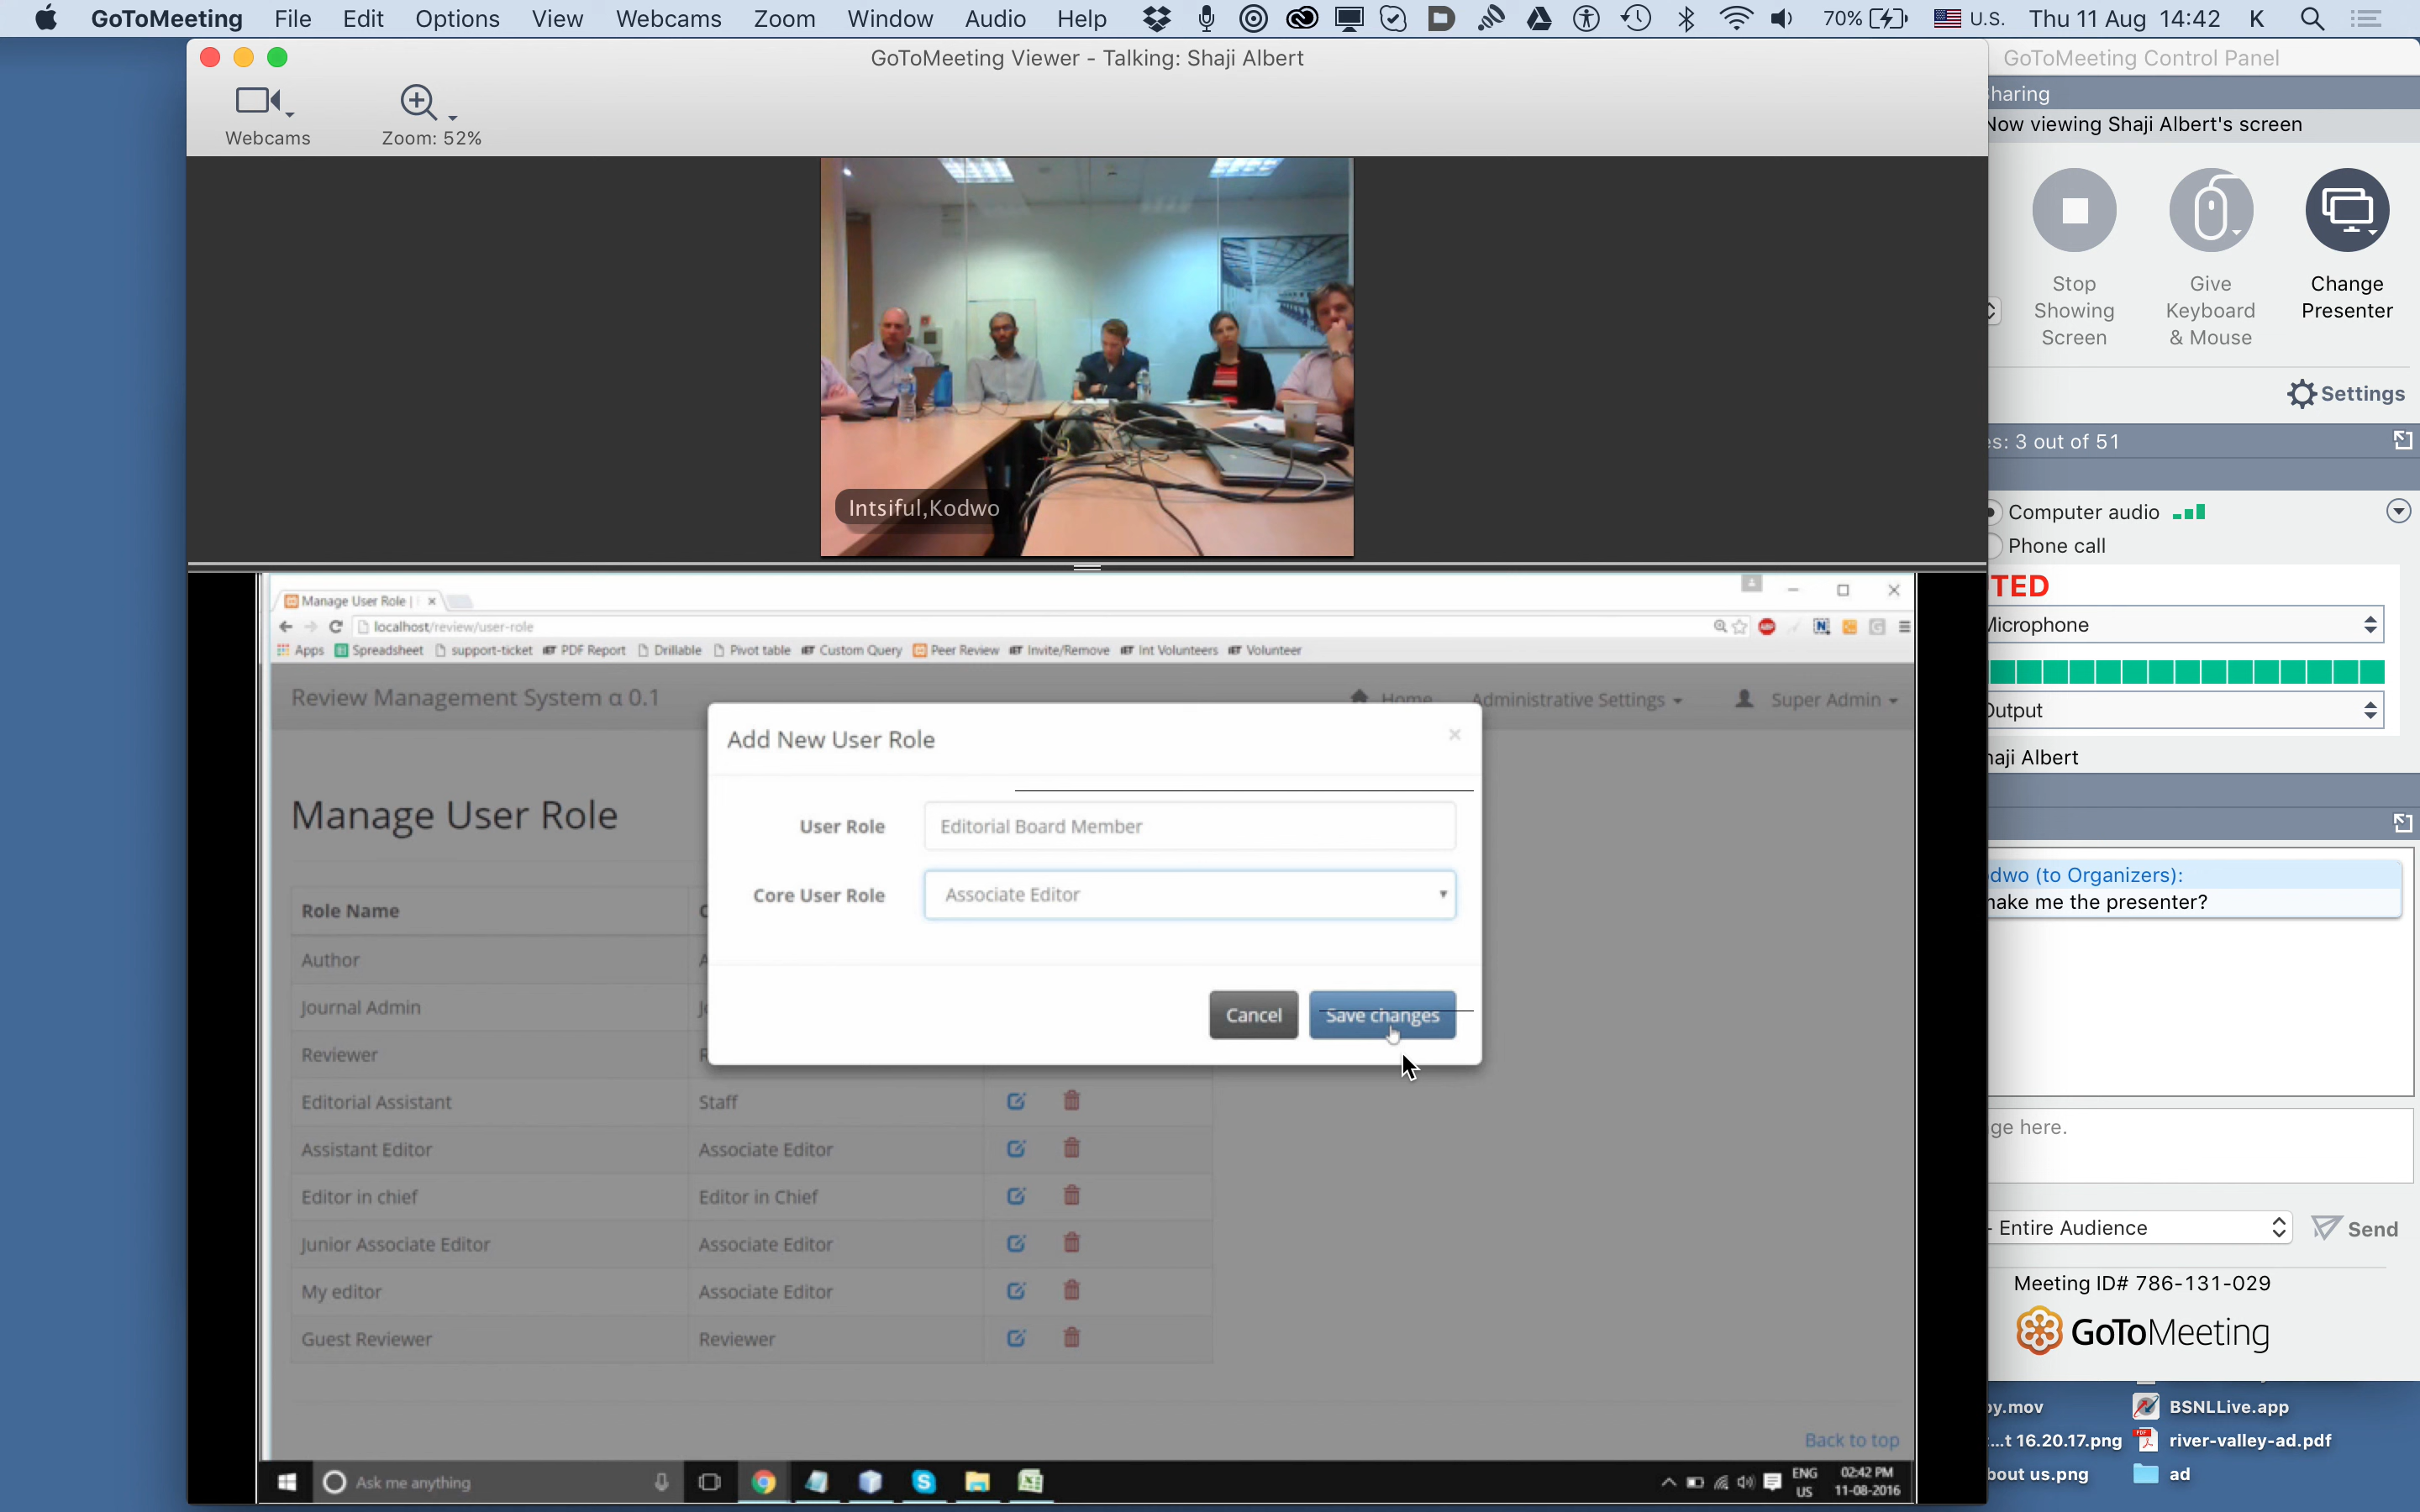 GoToMeeting File Edit Options View Webcams Zoom Window Audio Help 70% U.S. Thu 11 Aug 14:42 K
GoToMeeting Viewer - Talking: Shaji Albert
Webcams
Zoom: 52%
Intsiful,Kodwo
Manage User Role |
localhost/review/user-role
Apps Spreadsheet support-ticket PDF Report Drillable Pivot table Custom Query Peer Review Invite/Remove Int Volunteers Volunteer
Review Management System α 0.1
Home Administrative Settings Super Admin
Manage User Role
Add New User Role
User Role Editorial Board Member
Core User Role Associate Editor
Cancel Save changes
Role Name
Author
Journal Admin
Reviewer
Editorial Assistant Staff
Assistant Editor Associate Editor
Editor in chief Editor in Chief
Junior Associate Editor Associate Editor
My editor Associate Editor
Guest Reviewer Reviewer
Back to top
Ask me anything
ENG
US
02:42 PM
11-08-2016
GoToMeeting Control Panel
haring
Now viewing Shaji Albert's screen
Stop
Showing
Screen
Give
Keyboard
& Mouse
Change
Presenter
Settings
es: 3 out of 51
Computer audio
Phone call
TED
Microphone
Output
haji Albert
dwo (to Organizers):
make me the presenter?
ge here.
- Entire Audience
Send
Meeting ID# 786-131-029
GoToMeeting
py.mov
BSNLLive.app
...t 16.20.17.png
river-valley-ad.pdf
bout us.png
ad